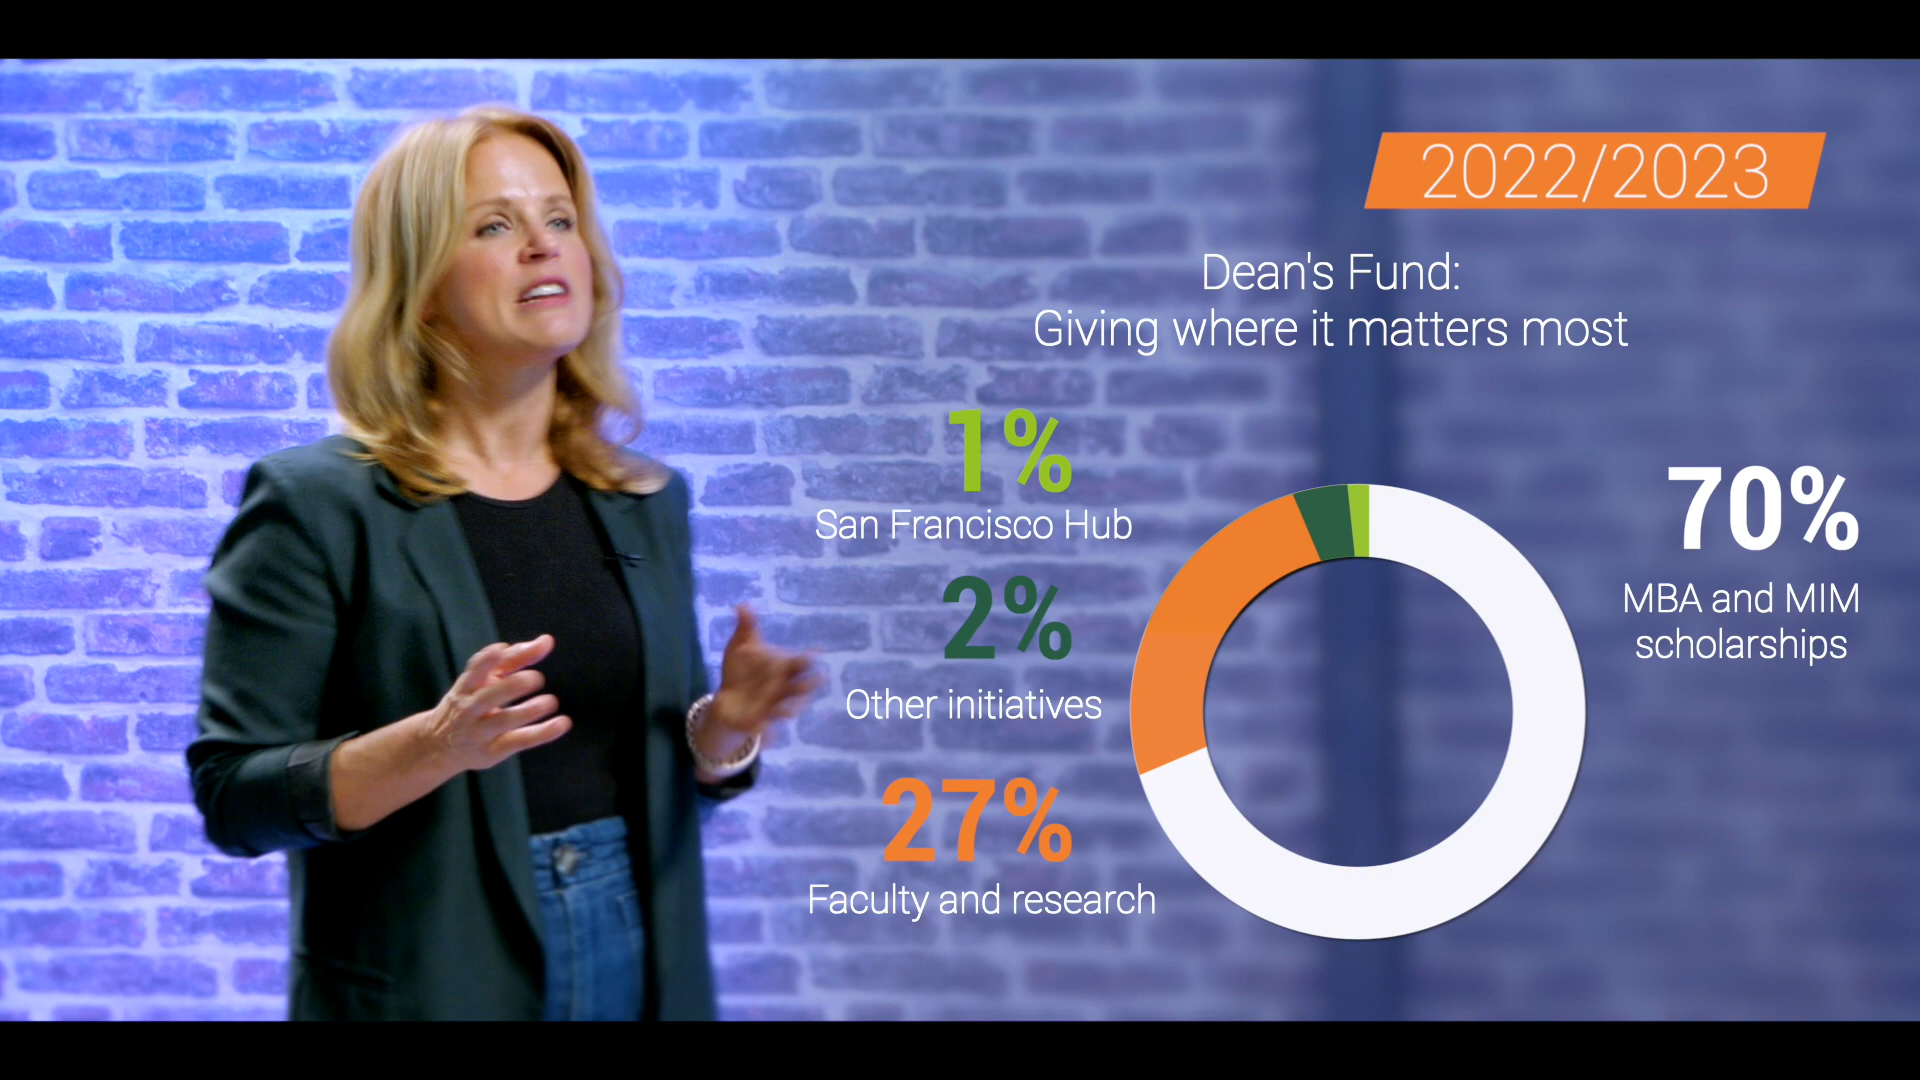 2022/2023
Dean's Fund:
Giving where it matters most
1%
San Francisco Hub
2%
Other initiatives
27%
Faculty and research
70%
MBA and MIM
scholarships